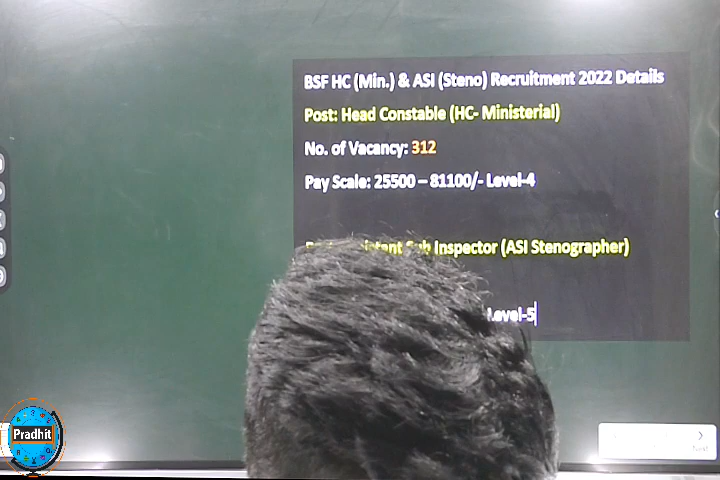 BSF HC (Min.) & ASI (Steno) Recruitment 2022 Details
Post: Head Constable (HC- Ministerial)
No. of Vacancy: 312
Pay Scale: 25500 – 81100/- Level-4
Sub Inspector (ASI Stenographer)
Level-5
Pradhit